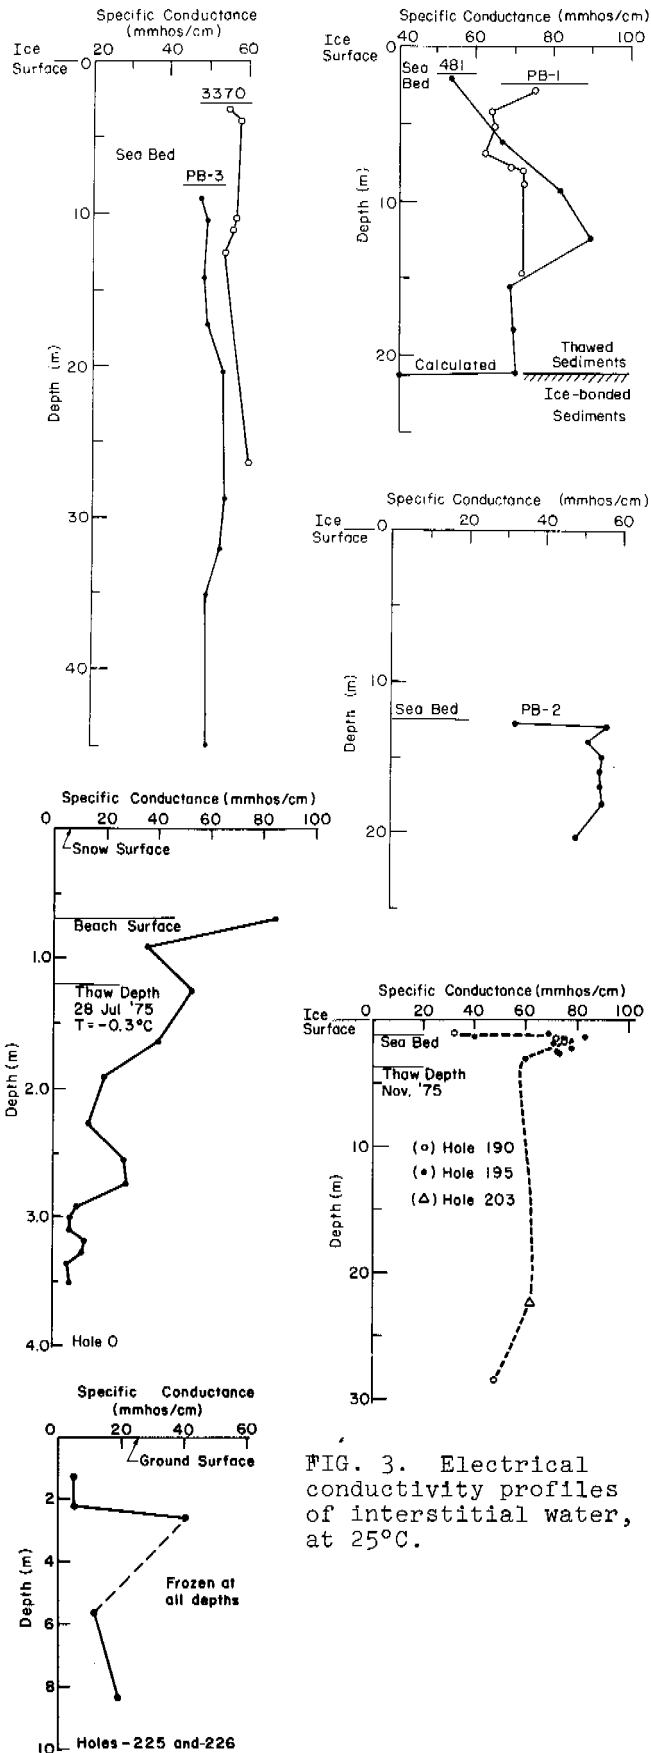 Specific Conductance
(mmhos/cm)
Ice
Surface
0 20 40 60
3370
Sea Bed
PB-3
10
20
30
40
Depth (m)
Specific Conductance (mmhos/cm)
Ice
Surface
40 60 80 100
0
Sea
Bed
481
PB-1
10
20
Depth (m)
Calculated
Thawed
Sediments
Ice-bonded
Sediments
Specific Conductance (mmhos/cm)
Ice
Surface
0 20 40 60
10
Sea Bed
PB-2
20
Depth (m)
Specific Conductance (mmhos/cm)
0 20 40 60 80 100
Snow Surface
Beach Surface
1.0
Thaw Depth
28 Jul '75
T=-0.3°C
2.0
3.0
4.0
Depth (m)
Hole 0
Specific Conductance (mmhos/cm)
Ice
Surface
0 20 40 60 80 100
Sea Bed
Thaw Depth
Nov, '75
10
(○) Hole 190
(•) Hole 195
(△) Hole 203
20
30
Depth (m)
Specific Conductance
(mmhos/cm)
0 20 40 60
Ground Surface
2
4
Frozen at
all depths
6
8
10
Depth (m)
Holes -225 and -226
FIG. 3. Electrical
conductivity profiles
of interstitial water,
at 25°C.